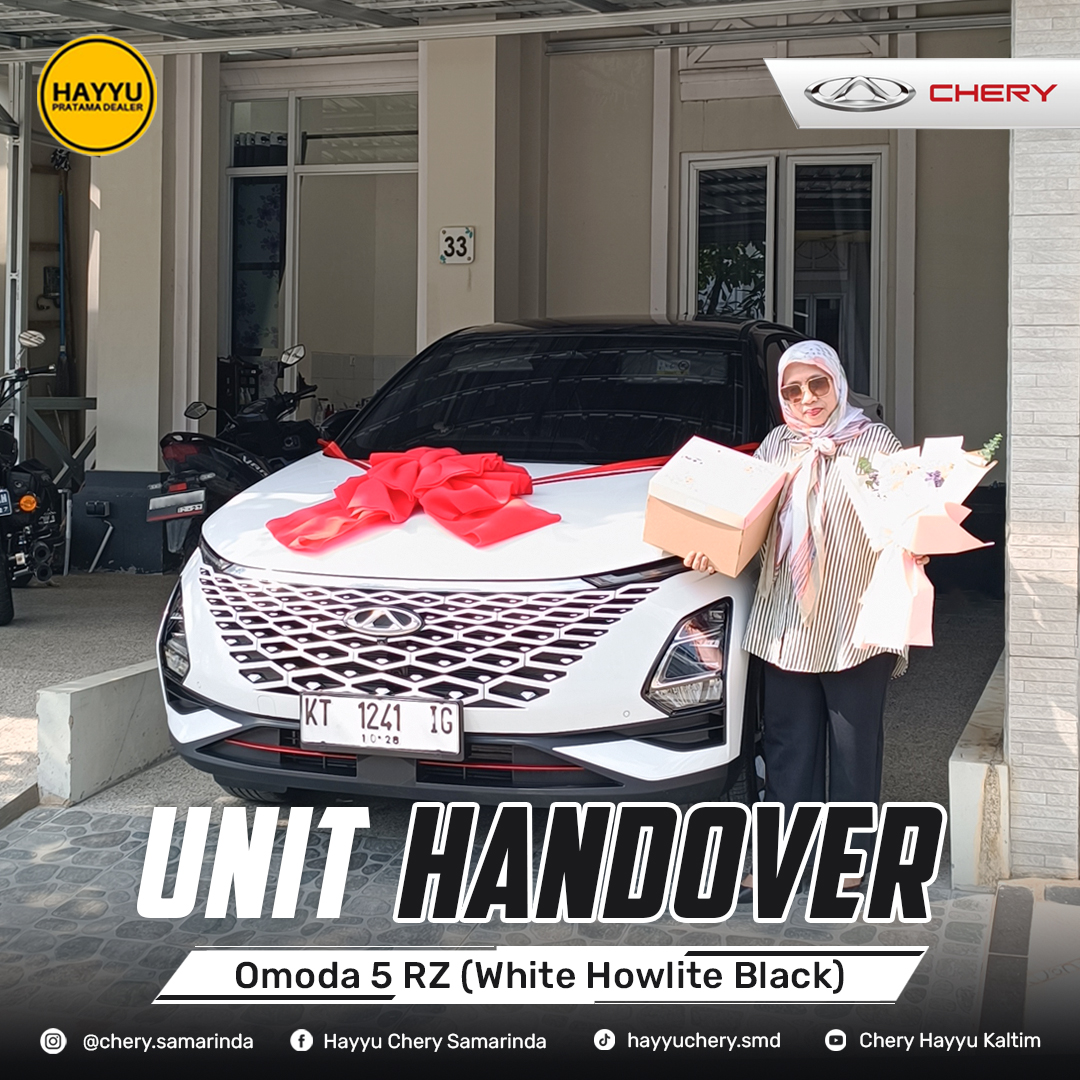 HAYYU
PRATAMA DEALER
CHERY
33
KT 1241 IG
10·28
UNIT HANDOVER
Omoda 5 RZ (White Howlite Black)
@chery.samarinda
Hayyu Chery Samarinda
hayyuchery.smd
Chery Hayyu Kaltim